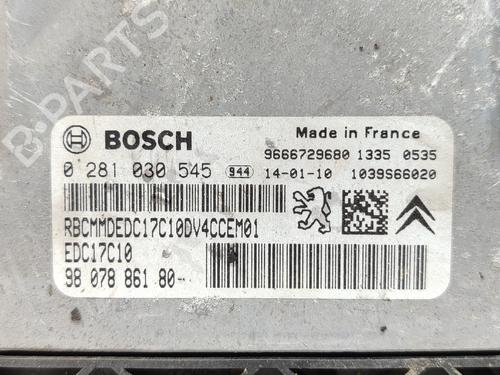 BOSCH
Made in France
9666729680 1335 0535
0 281 030 545 944 14-01-10 1039S66020
RBCMMDEDC17C10DV4CCEM01
EDC17C10
98 078 861 80-
B-PARTS